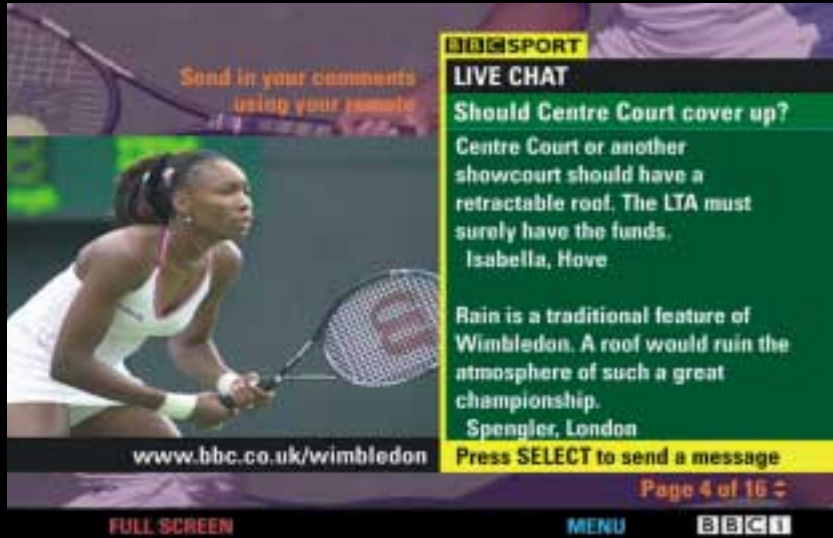 Send in your comments
using your remote
BBC SPORT
LIVE CHAT
Should Centre Court cover up?
Centre Court or another
showcourt should have a
retractable roof. The LTA must
surely have the funds.
Isabella, Hove
Rain is a traditional feature of
Wimbledon. A roof would ruin the
atmosphere of such a great
championship.
Spengler, London
www.bbc.co.uk/wimbledon
Press SELECT to send a message
Page 4 of 16
FULL SCREEN
MENU
BBCi